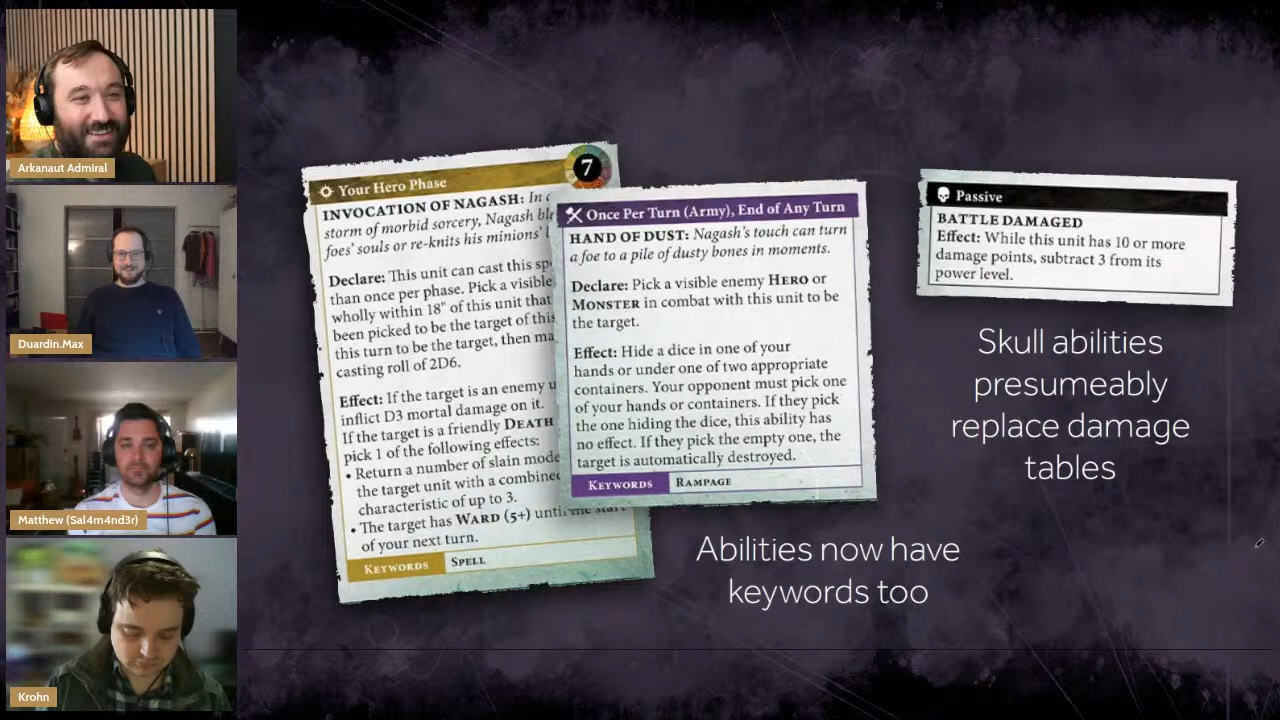 Arkanaut Admiral
Duardin.Max
Matthew (Sal4m4nd3r)
Krohn
7
Your Hero Phase
INVOCATION OF NAGASH: In
storm of morbid sorcery, Nagash
foes' souls or re-knits his minions'
Declare: This unit can cast this
than once per phase. Pick a visible
wholly within 18" of this unit that
been picked to be the target of this
this turn to be the target, then
casting roll of 2D6.
Effect: If the target is an enemy
inflict D3 mortal damage on it.
If the target is a friendly DEATH
pick 1 of the following effects:
• Return a number of slain
the target unit with a combined
characteristic of up to 3.
• The target has WARD (5+) until the start
of your next turn.
KEYWORDS SPELL
Once Per Turn (Army), End of Any Turn
HAND OF DUST: Nagash's touch can turn
a foe to a pile of dusty bones in moments.
Declare: Pick a visible enemy HERO or
MONSTER in combat with this unit to be
the target.
Effect: Hide a dice in one of your
hands or under one of two appropriate
containers. Your opponent must pick one
of your hands or containers. If they pick
the one hiding the dice, this ability has
no effect. If they pick the empty one, the
target is automatically destroyed.
KEYWORDS RAMPAGE
Passive
BATTLE DAMAGED
Effect: While this unit has 10 or more
damage points, subtract 3 from its
power level.
Skull abilities
presumeably
replace damage
tables
Abilities now have
keywords too